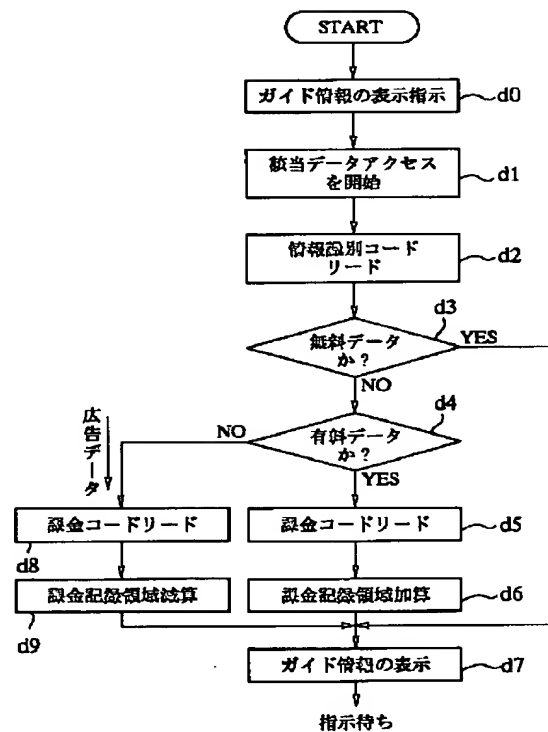 START
ガイド情報の表示指示
d0
該当データアクセス
を開始
d1
情報識別コード
リード
d2
d3
無料データ
か?
YES
NO
d4
有料データ
か?
NO
YES
広告データ
課金コードリード
d8
課金コードリード
d5
課金記録領域減算
d9
課金記録領域加算
d6
ガイド情報の表示
d7
指示待ち